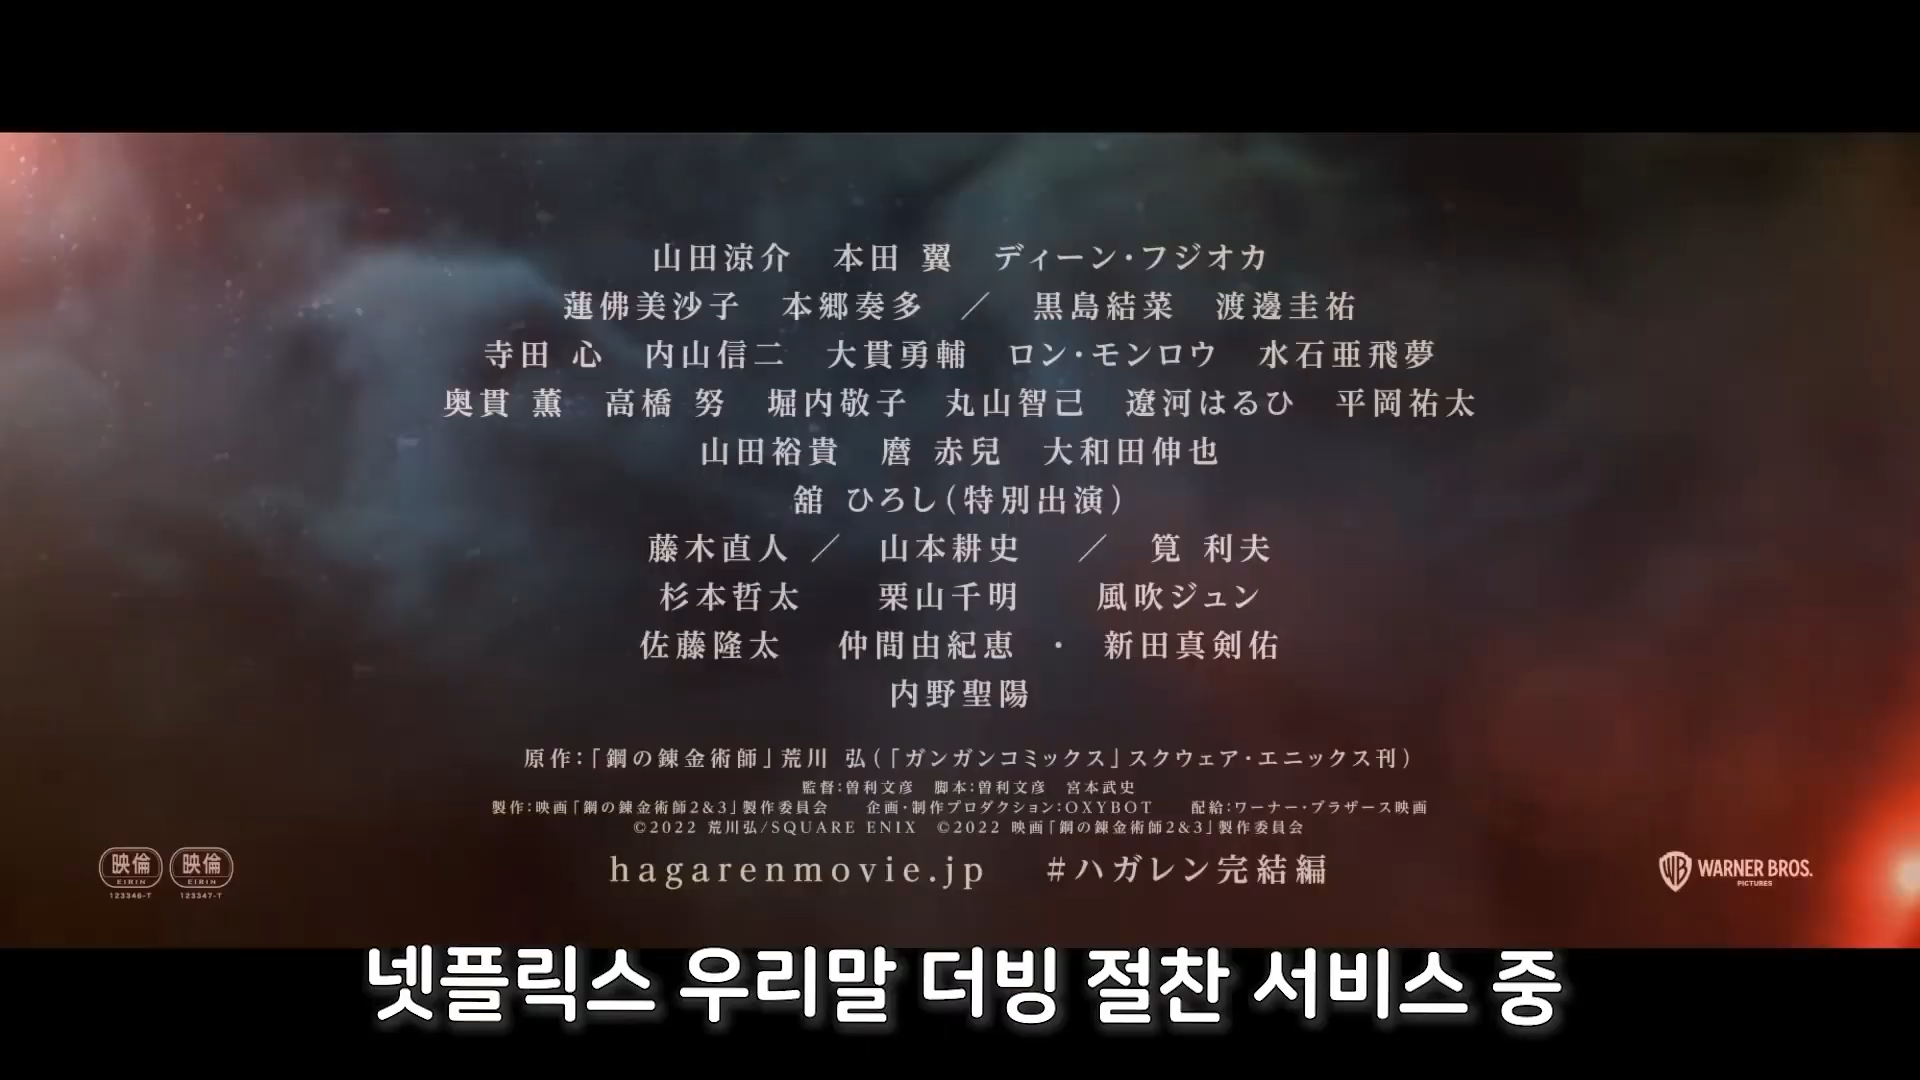 山田涼介 本田 翼 ディーン・フジオカ
蓮佛美沙子 本郷奏多 ／ 黒島結菜 渡邊圭祐
寺田 心 内山信二 大貫勇輔 ロン・モンロウ 水石亜飛夢
奥貫 薫 高橋 努 堀内敬子 丸山智己 遼河はるひ 平岡祐太
山田裕貴 麿 赤兒 大和田伸也
舘 ひろし(特別出演)
藤木直人 ／ 山本耕史 ／ 筧 利夫
杉本哲太 栗山千明 風吹ジュン
佐藤隆太 仲間由紀恵 ・ 新田真剣佑
内野聖陽
原作:「鋼の錬金術師」荒川 弘(「ガンガンコミックス」スクウェア・エニックス刊)
監督:曽利文彦 脚本:曽利文彦 宮本武史
製作:映画「鋼の錬金術師2&3」製作委員会 企画・制作プロダクション:OXYBOT 配給:ワーナー・ブラザース映画
©2022 荒川弘/SQUARE ENIX ©2022 映画「鋼の錬金術師2&3」製作委員会
hagarenmovie.jp #ハガレン完結編
映倫 映倫
EIRIN EIRIN
123346-T 123347-T
WB WARNER BROS.
PICTURES
넷플릭스 우리말 더빙 절찬 서비스 중